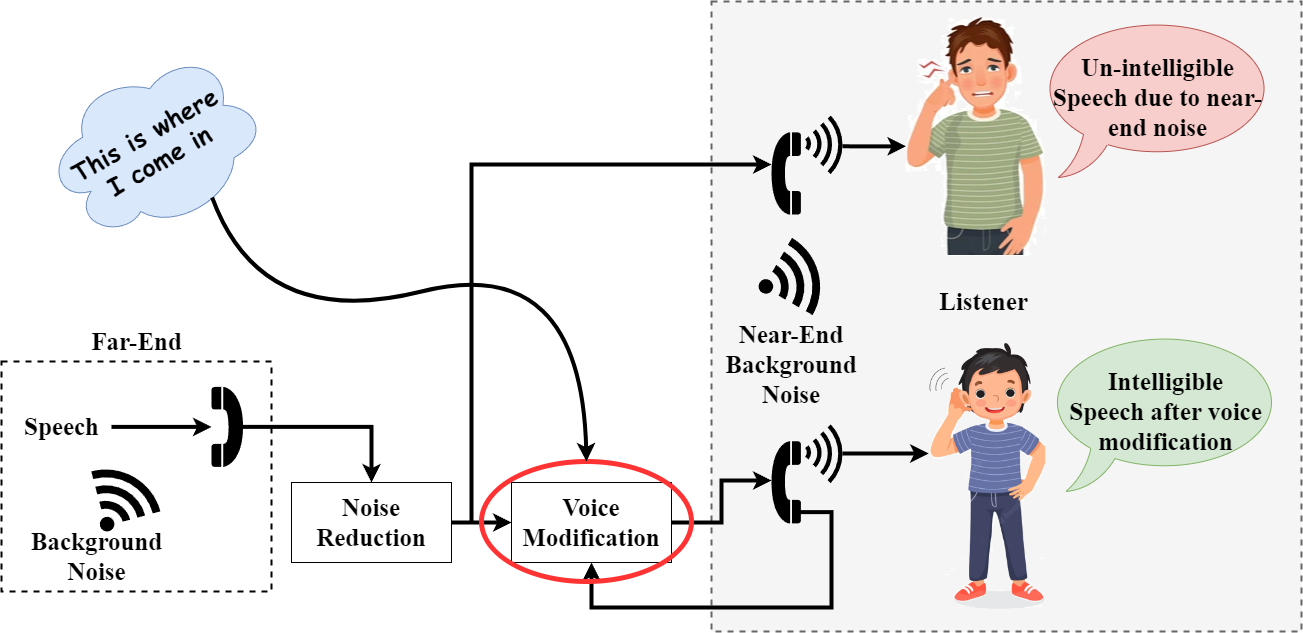 This is where
I come in
Un-intelligible
Speech due to near-
end noise
Listener
Far-End
Near-End
Background
Noise
Speech
Intelligible
Speech after voice
modification
Noise
Reduction
Voice
Modification
Background
Noise